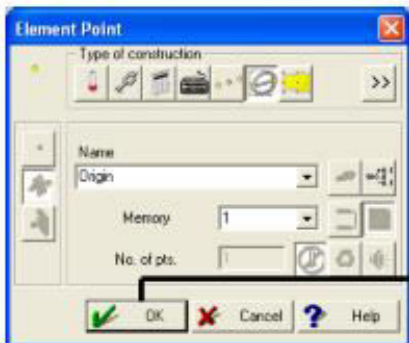 Element Point
Type of construction
>>
Name
Origin
Memory 1
No. of pts. 1
OK Cancel ? Help